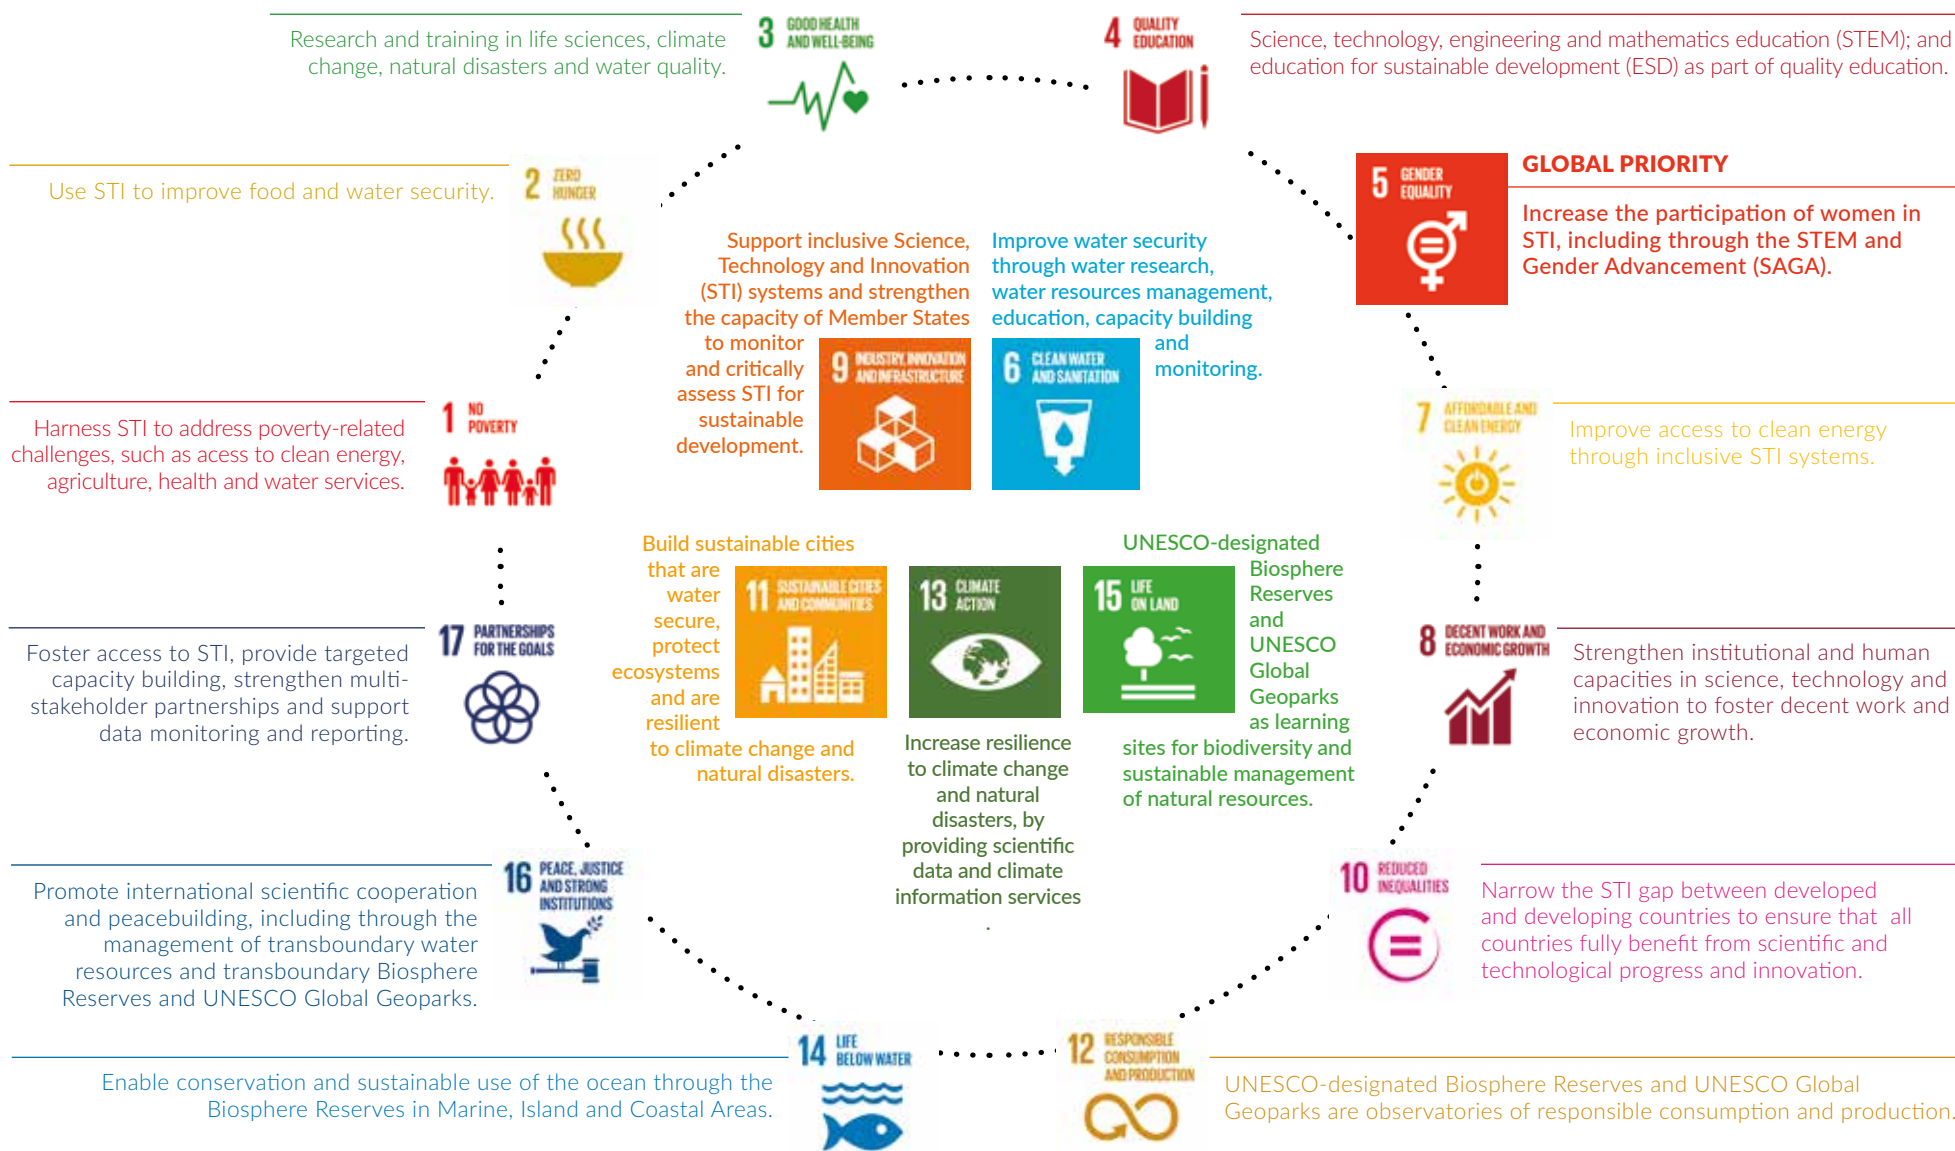 3 GOOD HEALTH
AND WELL-BEING
Research and training in life sciences, climate
change, natural disasters and water quality.
4 QUALITY
EDUCATION
Science, technology, engineering and mathematics education (STEM); and
education for sustainable development (ESD) as part of quality education.
2 ZERO
HUNGER
Use STI to improve food and water security.
5 GENDER
EQUALITY
GLOBAL PRIORITY
Increase the participation of women in
STI, including through the STEM and
Gender Advancement (SAGA).
Support inclusive Science,
Technology and Innovation
(STI) systems and strengthen
the capacity of Member States
to monitor
and critically
assess STI for
sustainable
development.
9 INDUSTRY, INNOVATION
AND INFRASTRUCTURE
Improve water security
through water research,
water resources management,
education, capacity building
and
monitoring.
6 CLEAN WATER
AND SANITATION
1 NO
POVERTY
Harness STI to address poverty-related
challenges, such as acess to clean energy,
agriculture, health and water services.
7 AFFORDABLE AND
CLEAN ENERGY
Improve access to clean energy
through inclusive STI systems.
Build sustainable cities
that are
water
secure,
protect
ecosystems
and are
resilient
to climate change and
natural disasters.
11 SUSTAINABLE CITIES
AND COMMUNITIES
13 CLIMATE
ACTION
Increase resilience
to climate change
and natural
disasters, by
providing scientific
data and climate
information services
.
UNESCO-designated
Biosphere
Reserves
and
UNESCO
Global
Geoparks
as learning
sites for biodiversity and
sustainable management
of natural resources.
15 LIFE
ON LAND
17 PARTNERSHIPS
FOR THE GOALS
Foster access to STI, provide targeted
capacity building, strengthen multi-
stakeholder partnerships and support
data monitoring and reporting.
8 DECENT WORK AND
ECONOMIC GROWTH
Strengthen institutional and human
capacities in science, technology and
innovation to foster decent work and
economic growth.
16 PEACE, JUSTICE
AND STRONG
INSTITUTIONS
Promote international scientific cooperation
and peacebuilding, including through the
management of transboundary water
resources and transboundary Biosphere
Reserves and UNESCO Global Geoparks.
10 REDUCED
INEQUALITIES
Narrow the STI gap between developed
and developing countries to ensure that all
countries fully benefit from scientific and
technological progress and innovation.
14 LIFE
BELOW WATER
Enable conservation and sustainable use of the ocean through the
Biosphere Reserves in Marine, Island and Coastal Areas.
12 RESPONSIBLE
CONSUMPTION
AND PRODUCTION
UNESCO-designated Biosphere Reserves and UNESCO Global
Geoparks are observatories of responsible consumption and production.